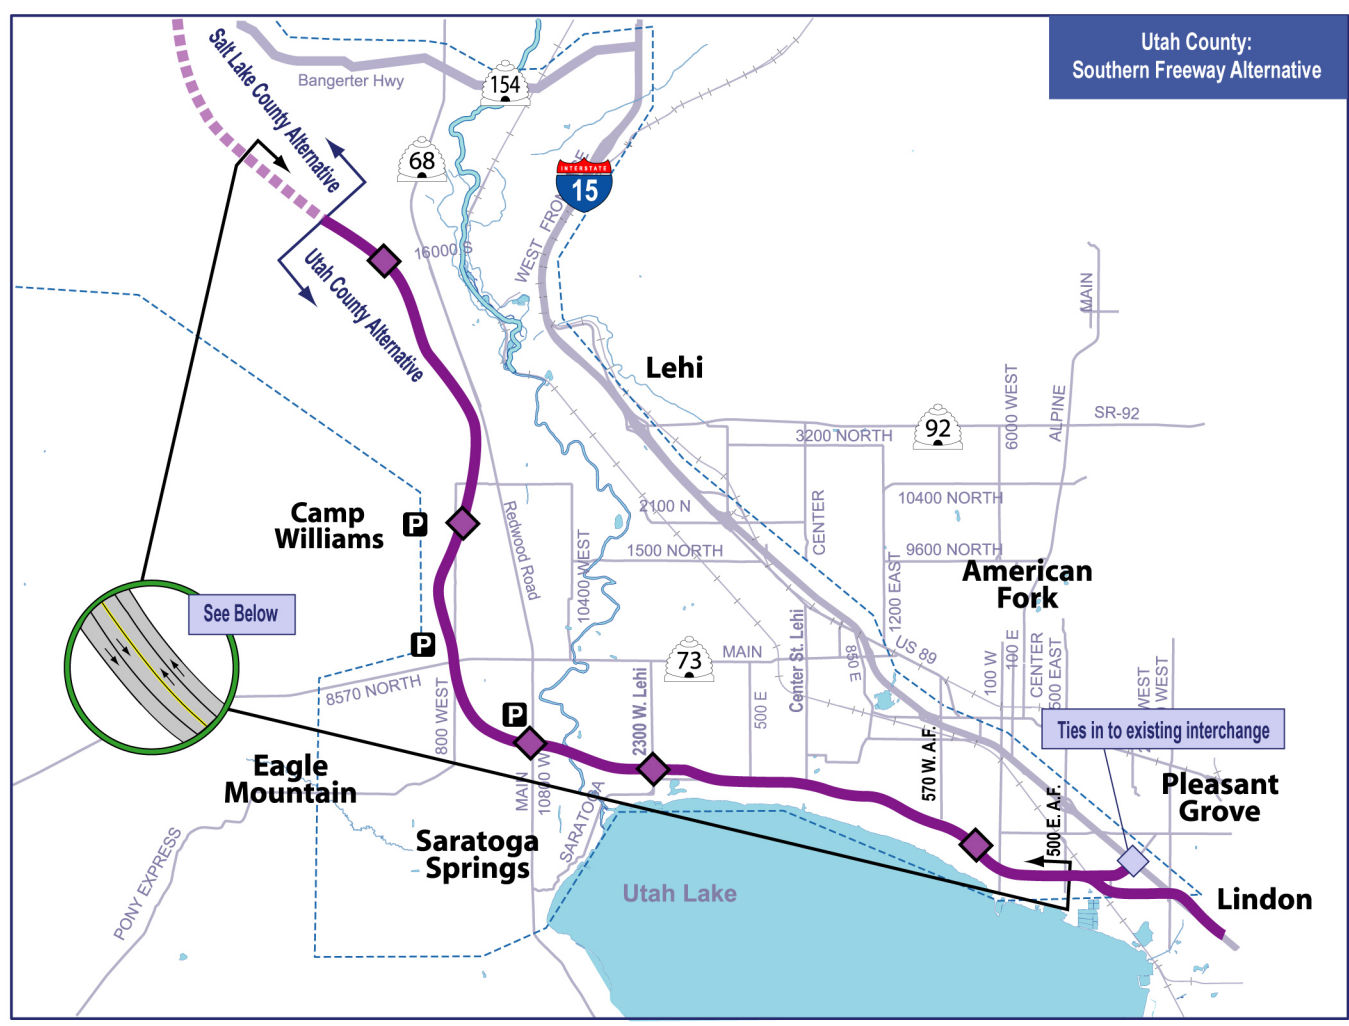 Utah County:
Southern Freeway Alternative
Salt Lake County Alternative
Bangerter Hwy
154
68
INTERSTATE
15
16000 S
Utah County Alternative
Lehi
MAIN
6000 WEST
ALPINE
SR-92
92
3200 NORTH
2100 N
CENTER
10400 NORTH
1500 NORTH
9600 NORTH
Camp
Williams
P
Redwood Road
10400 WEST
1200 EAST
American
Fork
See Below
P
73
MAIN
Center St. Lehi
850 E
US 89
100 W
100 E
CENTER
500 EAST
WEST
WEST
8570 NORTH
800 WEST
P
2300 W. Lehi
500 E
570 W. A.F.
Ties in to existing interchange
Eagle
Mountain
MAIN
10800 W
SARATOGA
500 E. A.F.
Pleasant
Grove
PONY EXPRESS
Saratoga
Springs
Utah Lake
Lindon